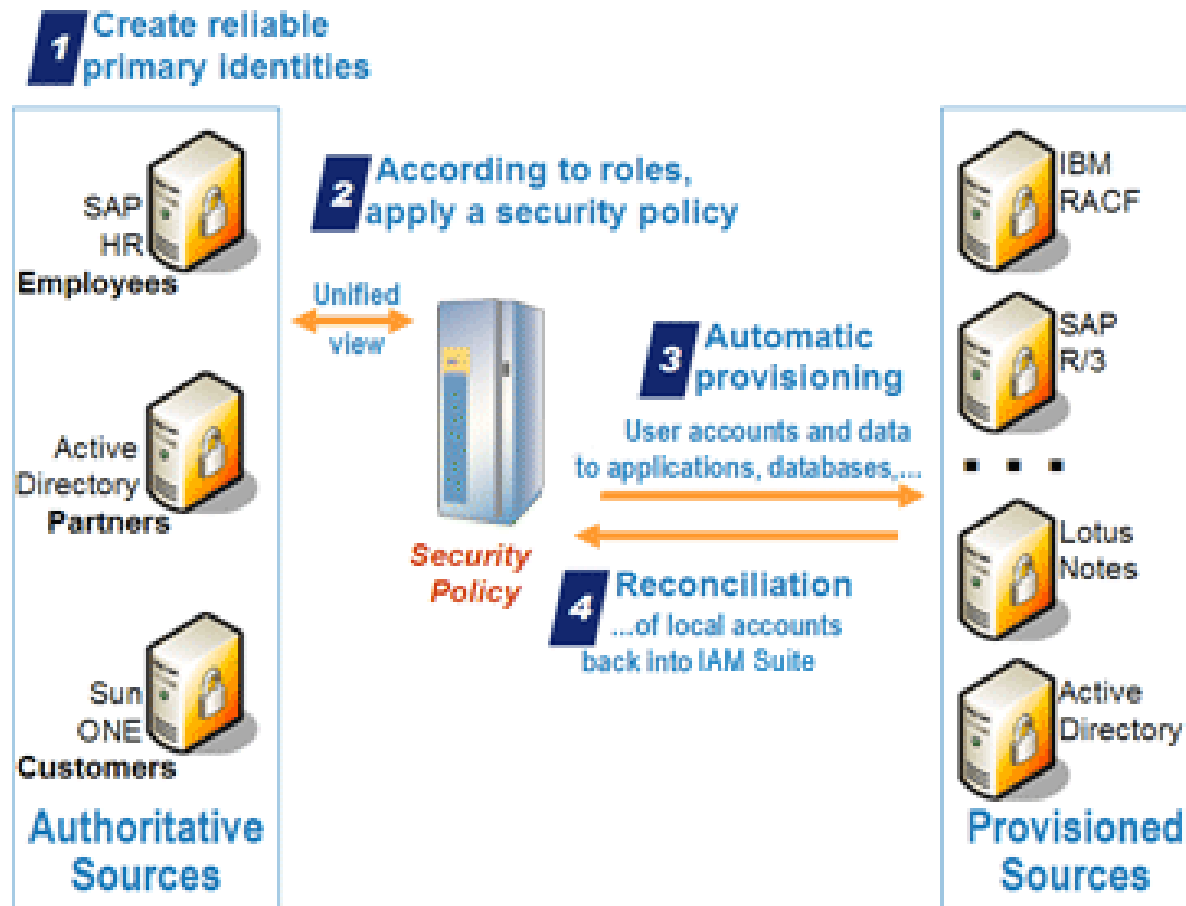 1 Create reliable
primary identities
SAP
HR
Employees
Active
Directory
Partners
Sun
ONE
Customers
Authoritative
Sources
2 According to roles,
apply a security policy
Unified
view
Security
Policy
3 Automatic
provisioning
User accounts and data
to applications, databases,...
4 Reconciliation
...of local accounts
back into IAM Suite
IBM
RACF
SAP
R/3
. . .
Lotus
Notes
Active
Directory
Provisioned
Sources